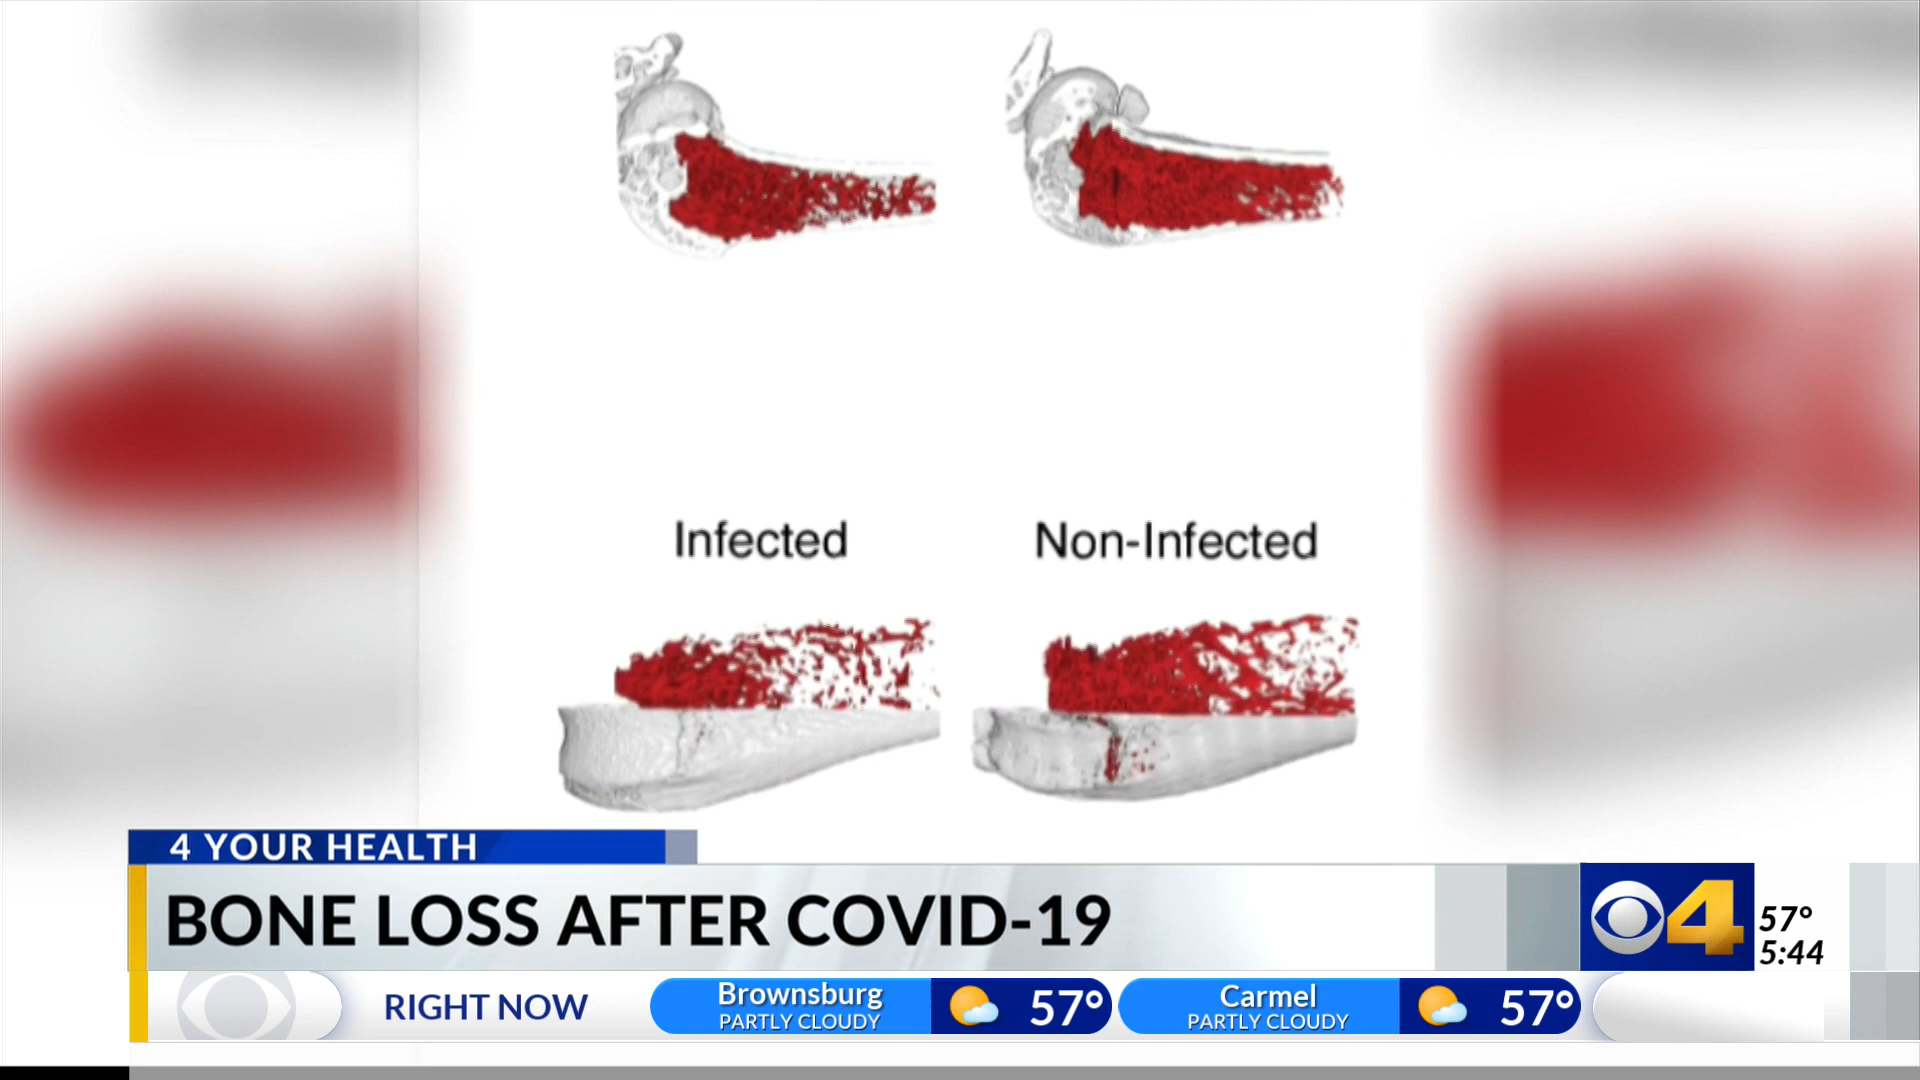 Infected
Non-Infected
4 YOUR HEALTH
BONE LOSS AFTER COVID-19
4
57°
5:44
RIGHT NOW
Brownsburg
PARTLY CLOUDY
57°
Carmel
PARTLY CLOUDY
57°